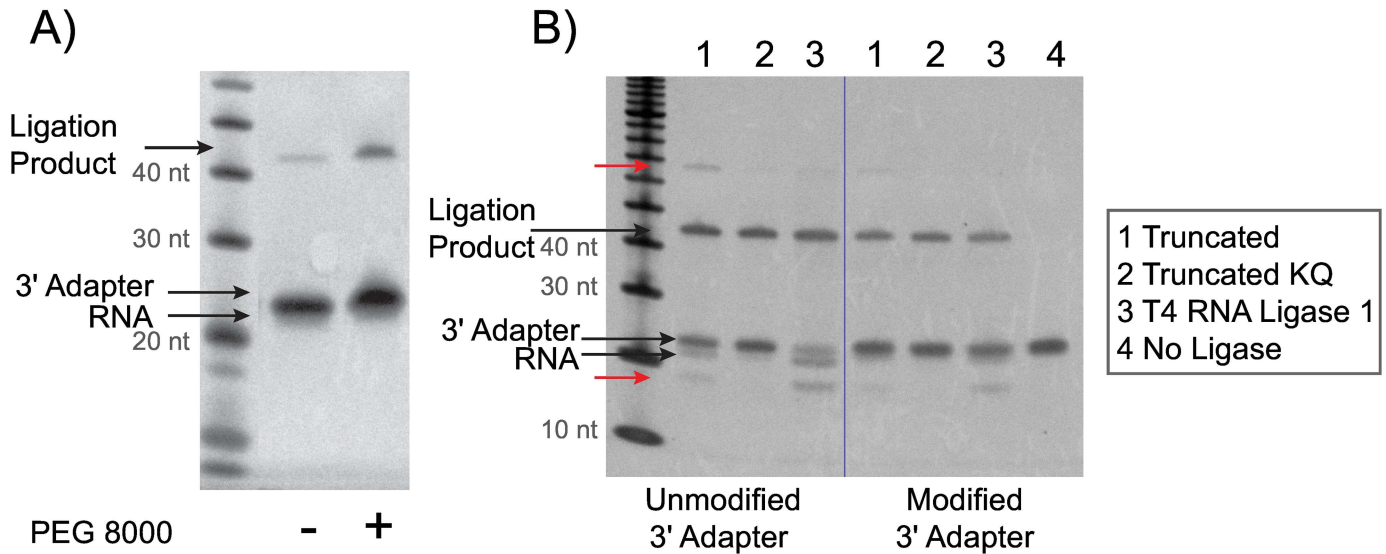 A)
Ligation
Product
40 nt
30 nt
3' Adapter
RNA
20 nt
PEG 8000 - +
B)
1 2 3 1 2 3 4
Ligation
Product
40 nt
30 nt
3' Adapter
RNA
10 nt
Unmodified
3' Adapter
Modified
3' Adapter
1 Truncated
2 Truncated KQ
3 T4 RNA Ligase 1
4 No Ligase